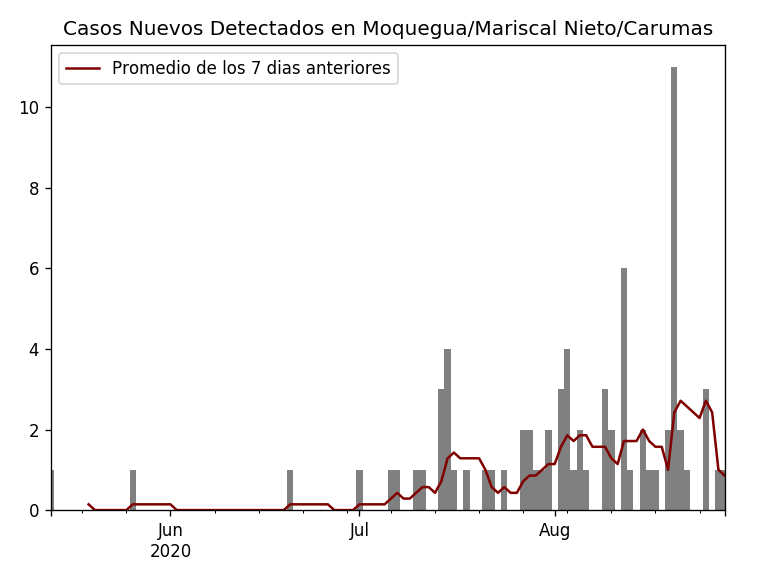 Casos Nuevos Detectados en Moquegua/Mariscal Nieto/Carumas
Promedio de los 7 dias anteriores
10
8
6
4
2
0
Jun
2020
Jul
Aug